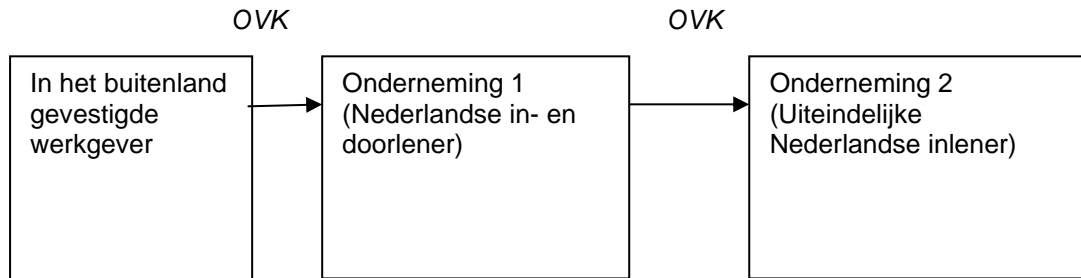 OVK
OVK
In het buitenland
gevestigde
werkgever
Onderneming 1
(Nederlandse in- en
doorlener)
Onderneming 2
(Uiteindelijke
Nederlandse inlener)